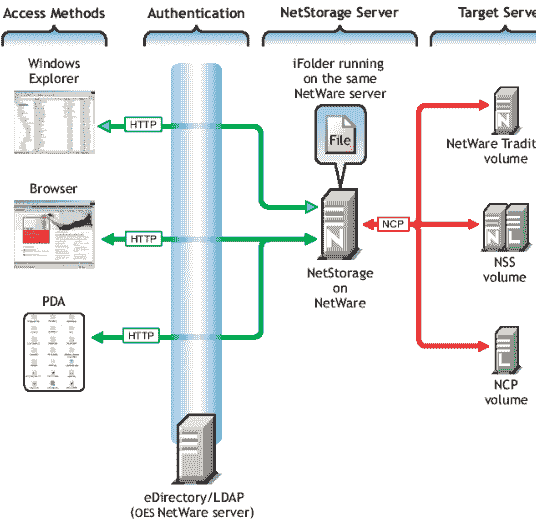 Access Methods
Authentication
NetStorage Server
Target Serve
Windows
Explorer
HTTP
iFolder running
on the same
NetWare server
File
N
NetWare Tradit
volume
Browser
HTTP
N
NetStorage
on
NetWare
NCP
N L
NSS
volume
PDA
HTTP
L
NCP
volume
eDirectory/LDAP
(OES NetWare server)